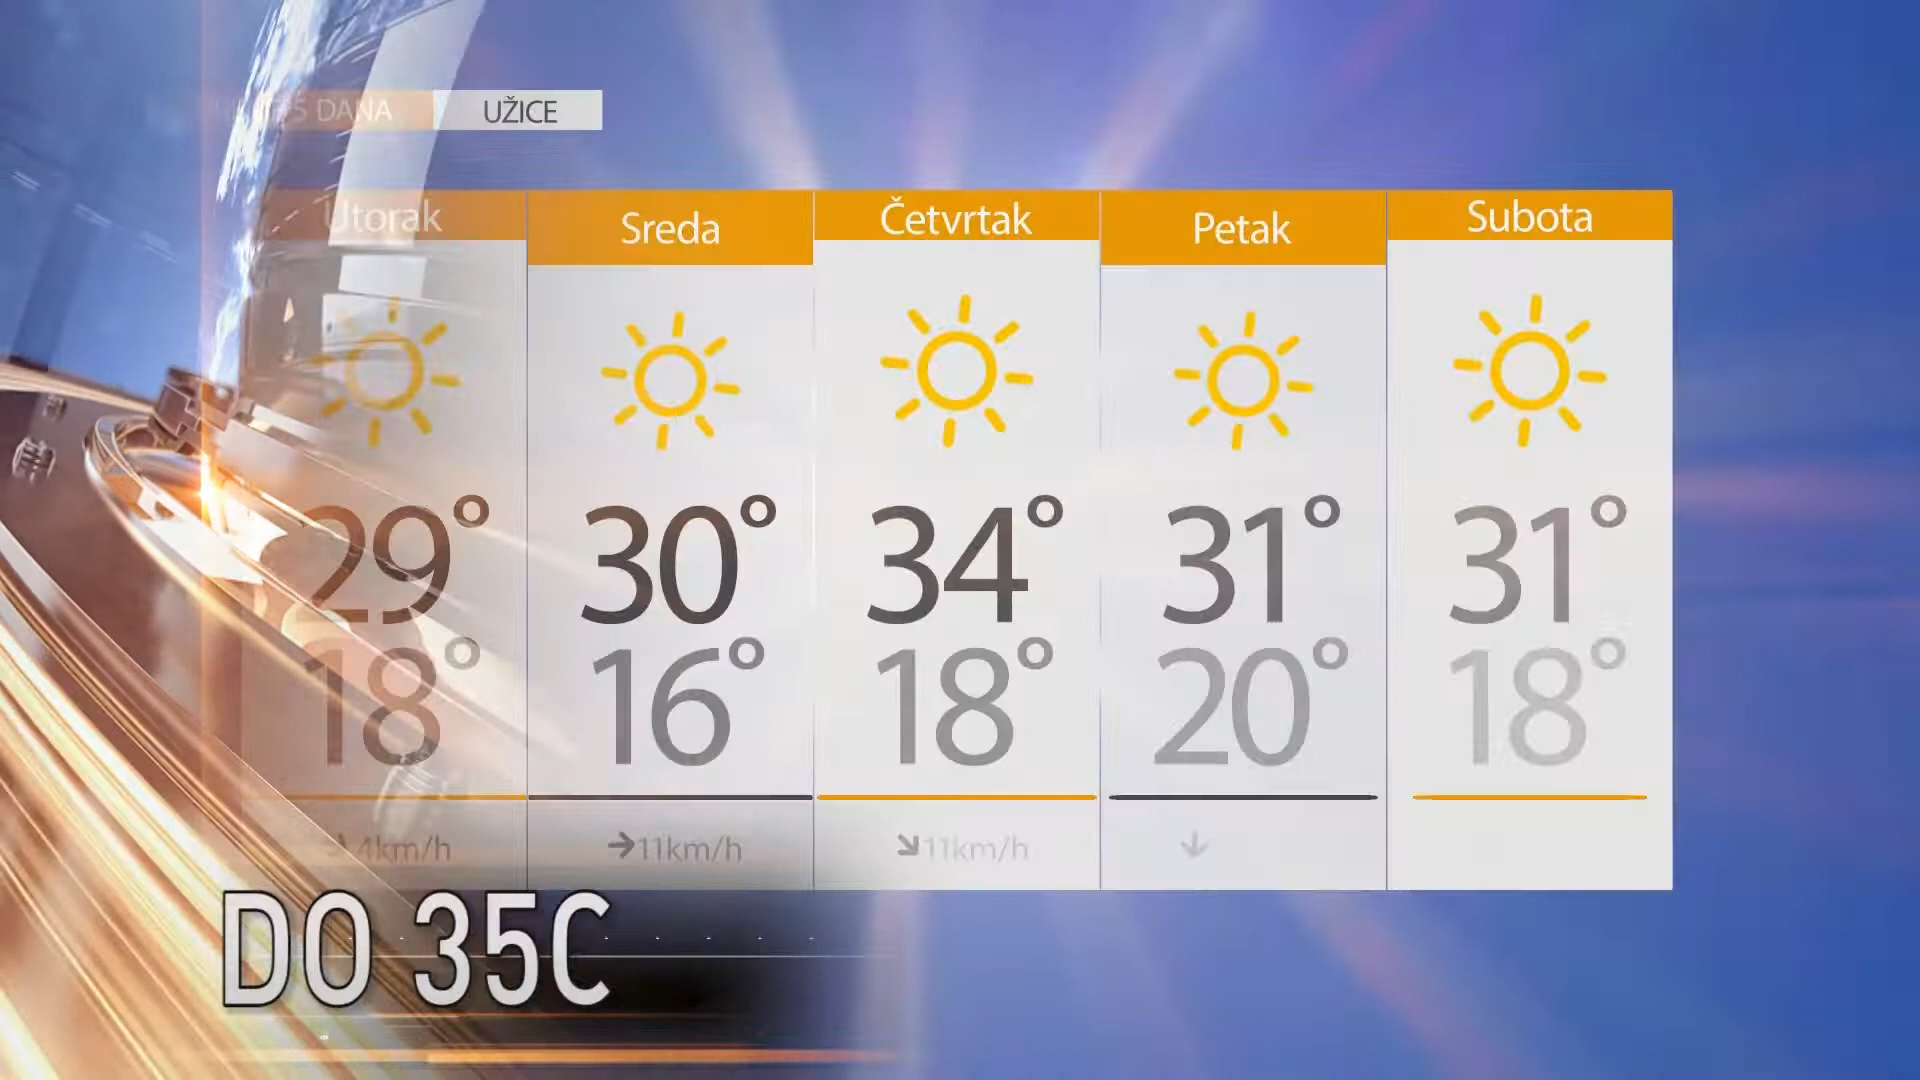 DANA
UŽICE
Utorak
Sreda
Četvrtak
Petak
Subota
29°
30°
34°
31°
31°
18°
16°
18°
20°
18°
4km/h
11km/h
11km/h
DO 35C